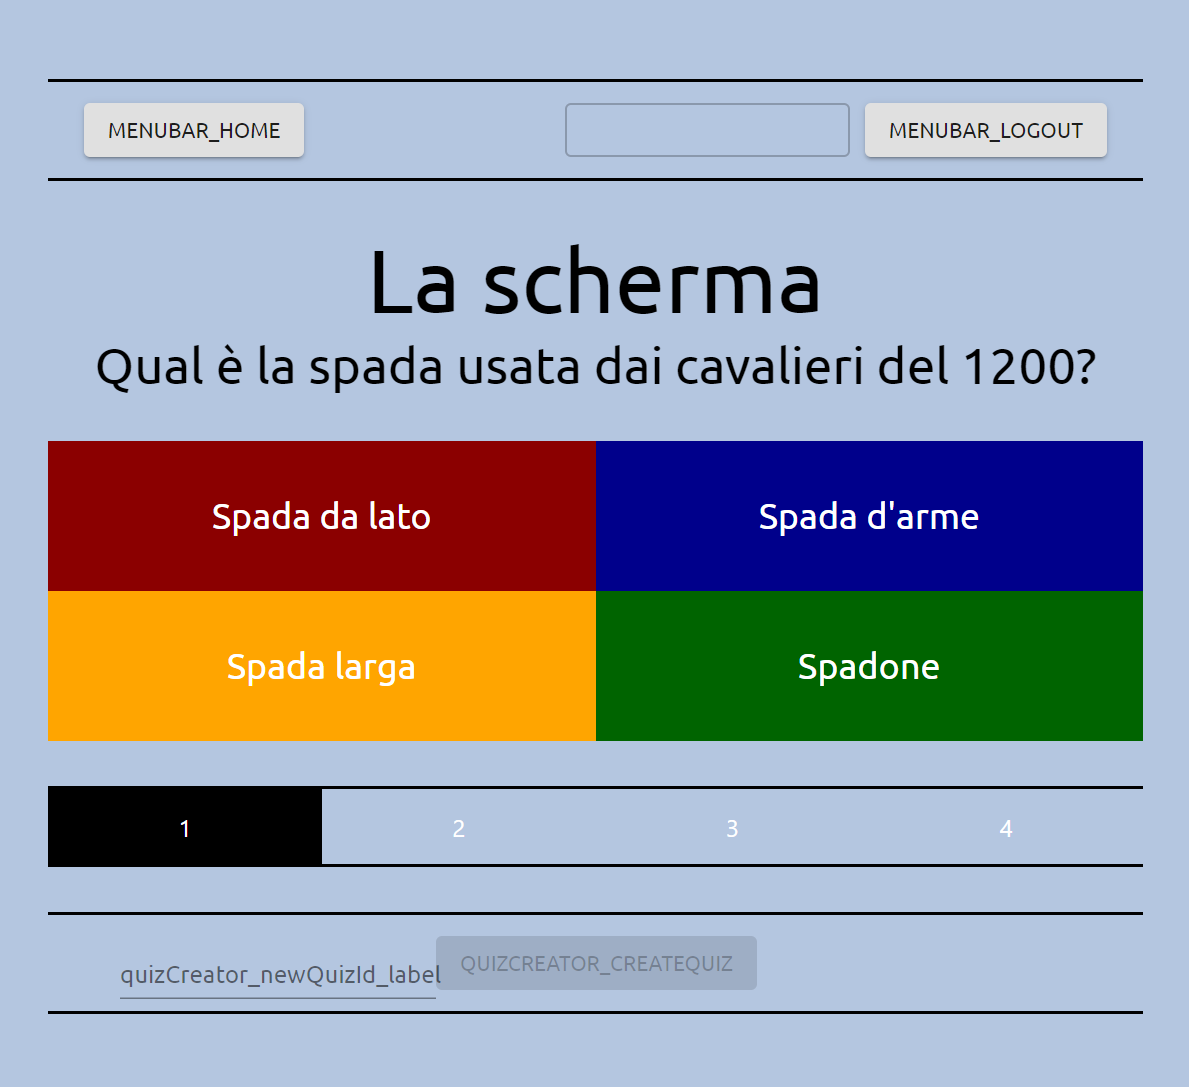 MENUBAR_HOME
MENUBAR_LOGOUT
La scherma
Qual è la spada usata dai cavalieri del 1200?
Spada da lato
Spada d'arme
Spada larga
Spadone
1
2
3
4
quizCreator_newQuizId_label
QUIZCREATOR_CREATEQUIZ